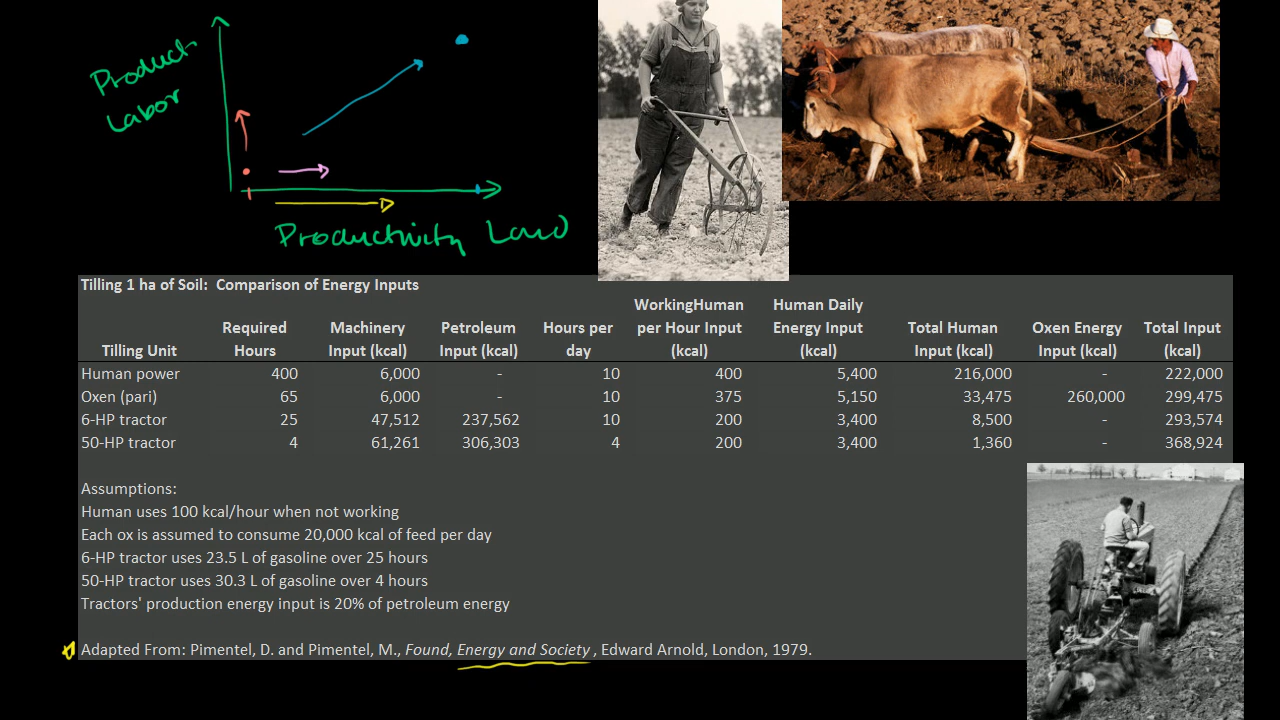 Product
Labor
Productivity Land
Tilling 1 ha of Soil:  Comparison of Energy Inputs
Tilling Unit Required Hours Machinery Input (kcal) Petroleum Input (kcal) Hours per day WorkingHuman per Hour Input (kcal) Human Daily Energy Input (kcal) Total Human Input (kcal) Oxen Energy Input (kcal) Total Input (kcal)
Human power 400 6,000 - 10 400 5,400 216,000 - 222,000
Oxen (pari) 65 6,000 - 10 375 5,150 33,475 260,000 299,475
6-HP tractor 25 47,512 237,562 10 200 3,400 8,500 - 293,574
50-HP tractor 4 61,261 306,303 4 200 3,400 1,360 - 368,924
Assumptions:
Human uses 100 kcal/hour when not working
Each ox is assumed to consume 20,000 kcal of feed per day
6-HP tractor uses 23.5 L of gasoline over 25 hours
50-HP tractor uses 30.3 L of gasoline over 4 hours
Tractors' production energy input is 20% of petroleum energy
Adapted From: Pimentel, D. and Pimentel, M., Found, Energy and Society , Edward Arnold, London, 1979.